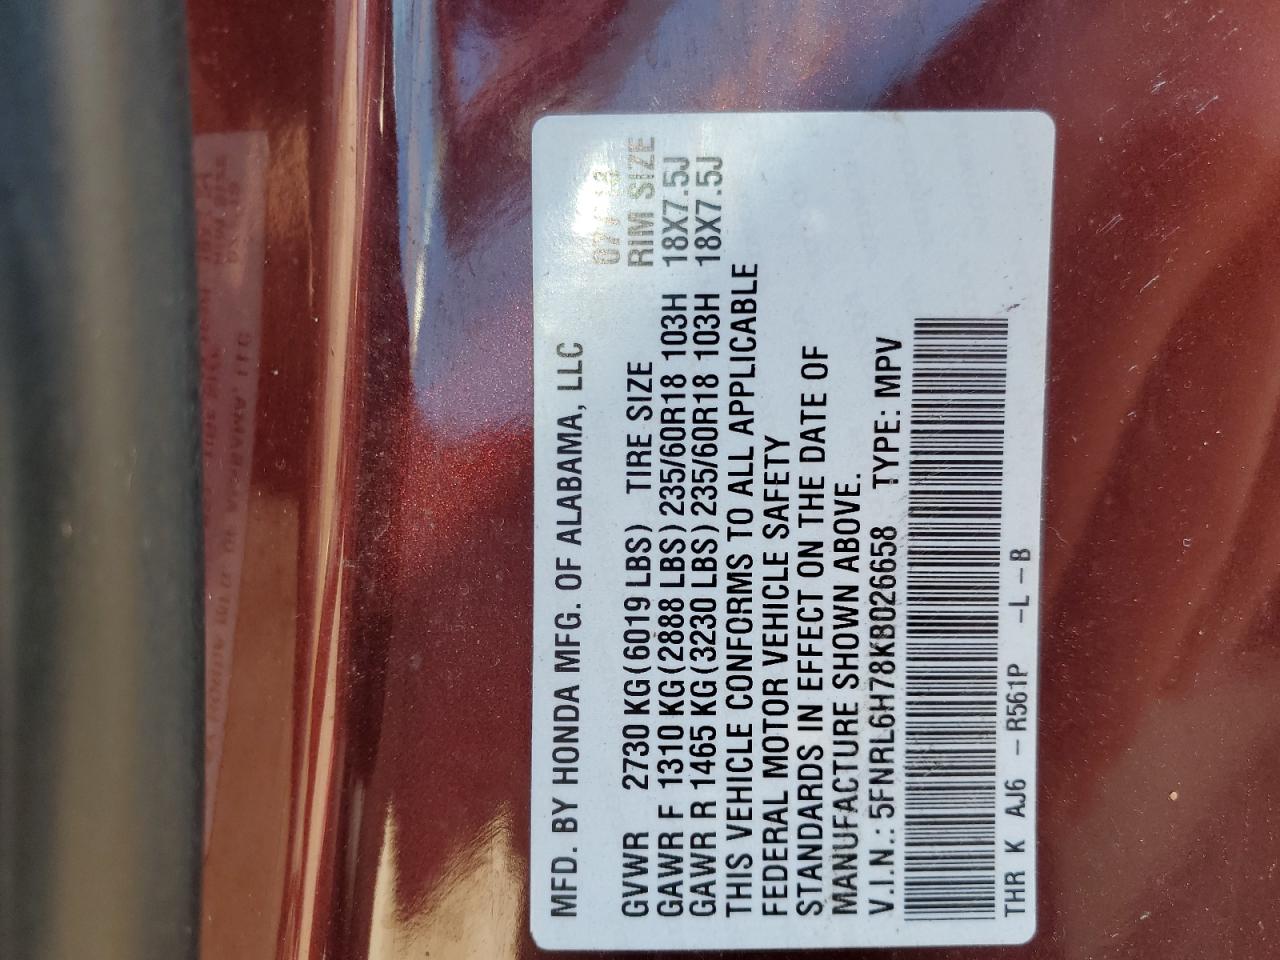 MFD. BY HONDA MFG. OF ALABAMA, LLC
GVWR 2730 KG (6019 LBS) TIRE SIZE RIM SIZE
GAWR F 1310 KG (2888 LBS) 235/60R18 103H 18X7.5J
GAWR R 1465 KG (3230 LBS) 235/60R18 103H 18X7.5J
THIS VEHICLE CONFORMS TO ALL APPLICABLE
FEDERAL MOTOR VEHICLE SAFETY
STANDARDS IN EFFECT ON THE DATE OF
MANUFACTURE SHOWN ABOVE.
V.I.N.: 5FNRL6H78KB026658 TYPE: MPV
THR K AJ6 - R561P -L-B